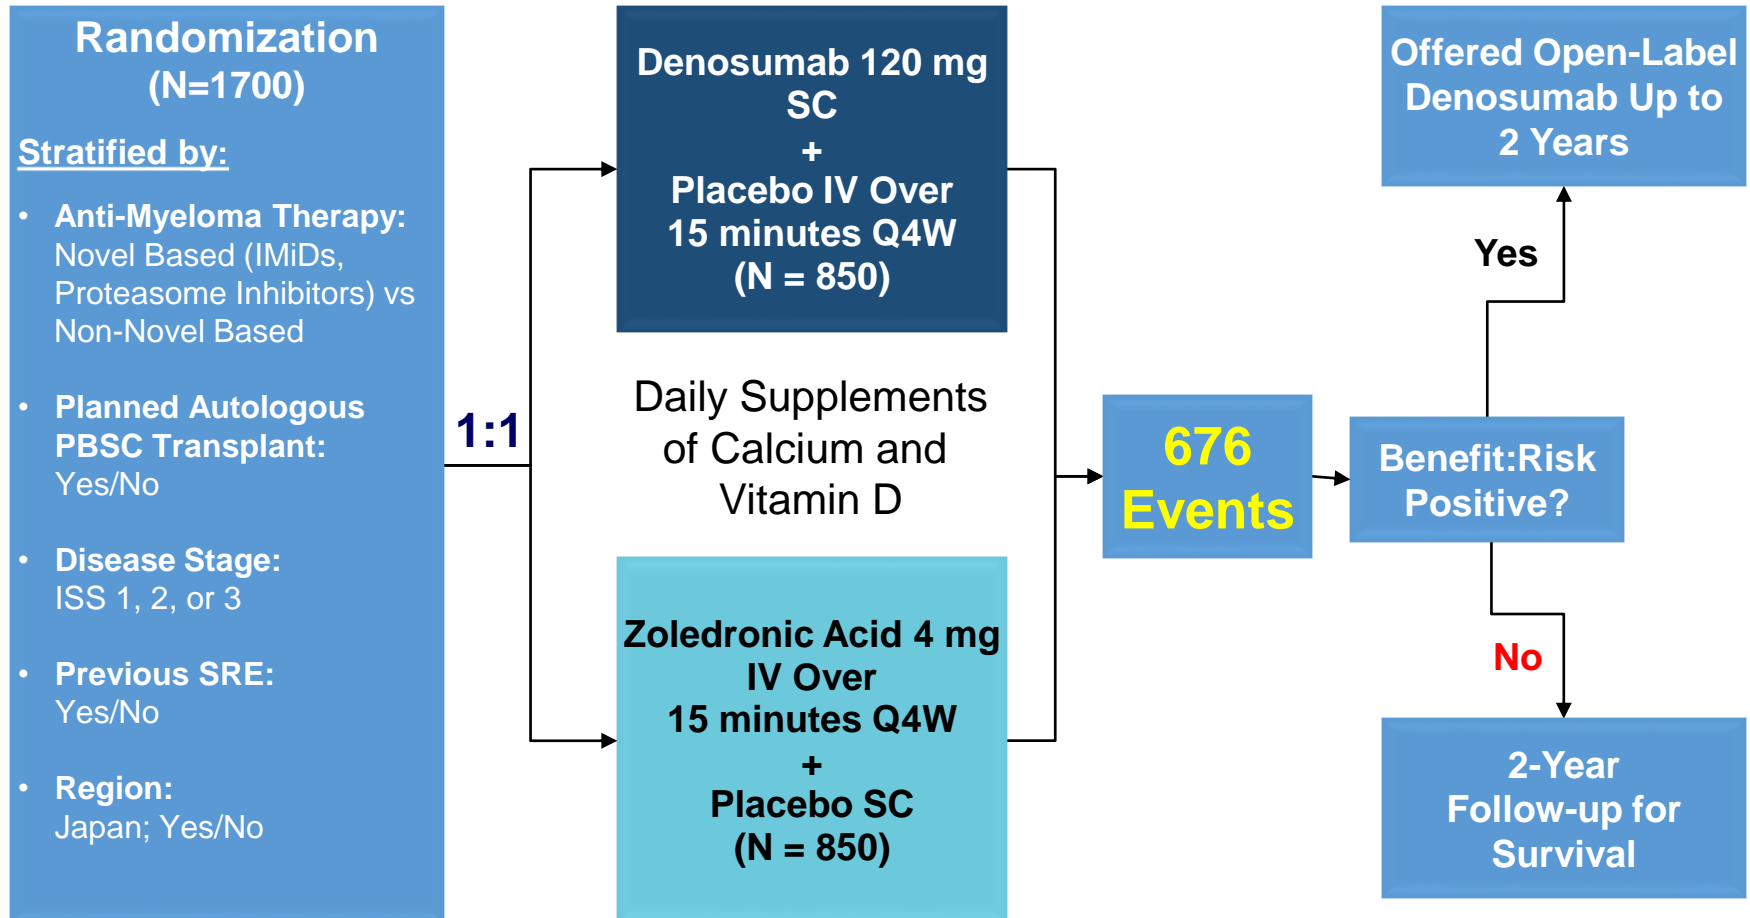 Randomization
(N=1700)
Stratified by:
• Anti-Myeloma Therapy:
Novel Based (IMiDs,
Proteasome Inhibitors) vs
Non-Novel Based
• Planned Autologous
PBSC Transplant:
Yes/No
• Disease Stage:
ISS 1, 2, or 3
• Previous SRE:
Yes/No
• Region:
Japan; Yes/No
1:1
Denosumab 120 mg
SC
+
Placebo IV Over
15 minutes Q4W
(N = 850)
Daily Supplements
of Calcium and
Vitamin D
Zoledronic Acid 4 mg
IV Over
15 minutes Q4W
+
Placebo SC
(N = 850)
676
Events
Benefit:Risk
Positive?
Yes
Offered Open-Label
Denosumab Up to
2 Years
No
2-Year
Follow-up for
Survival